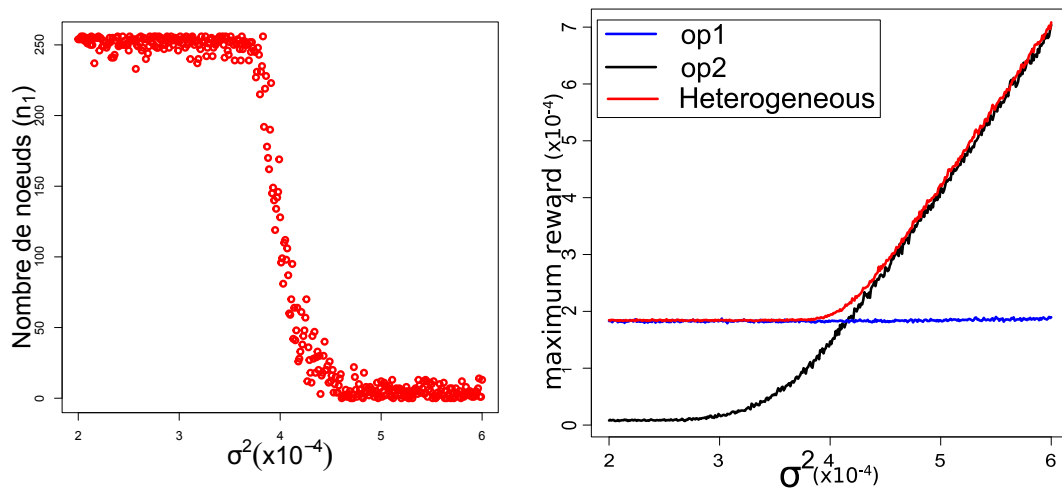 Nombre de noeuds (n₁)
250
200
150
100
50
0
2 3 4 5 6
σ²(x10⁻⁴)
op1
op2
Heterogeneous
maximum reward (x10⁻⁴)
7
6
5
4
3
2
1
0
2 3 4 5 6
σ²(x10⁻⁴)